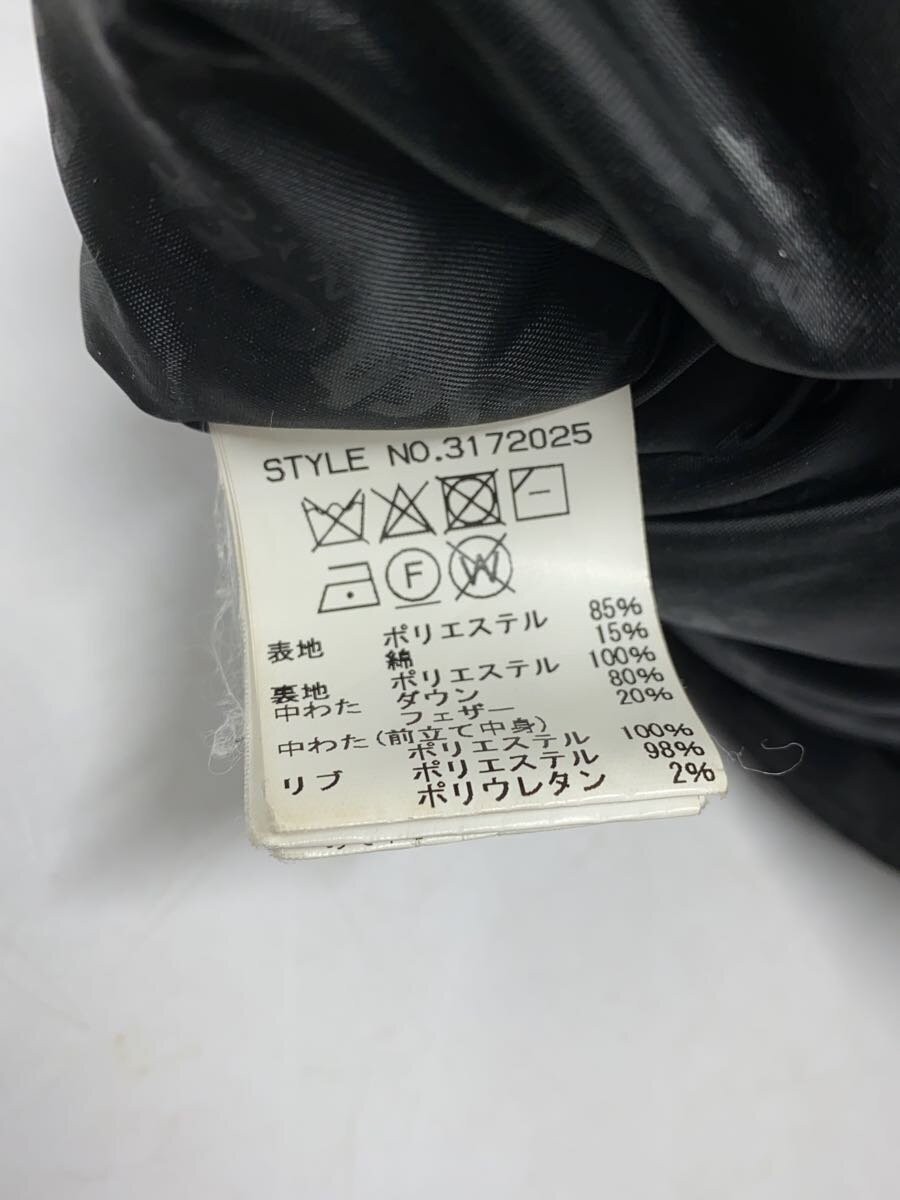 STYLE NO.3172025
F W
表地 ポリエステル 85%
綿 15%
裏地 ポリエステル 100%
中わた ダウン 80%
フェザー 20%
中わた(前立て中身)
ポリエステル 100%
リブ ポリエステル 98%
ポリウレタン 2%